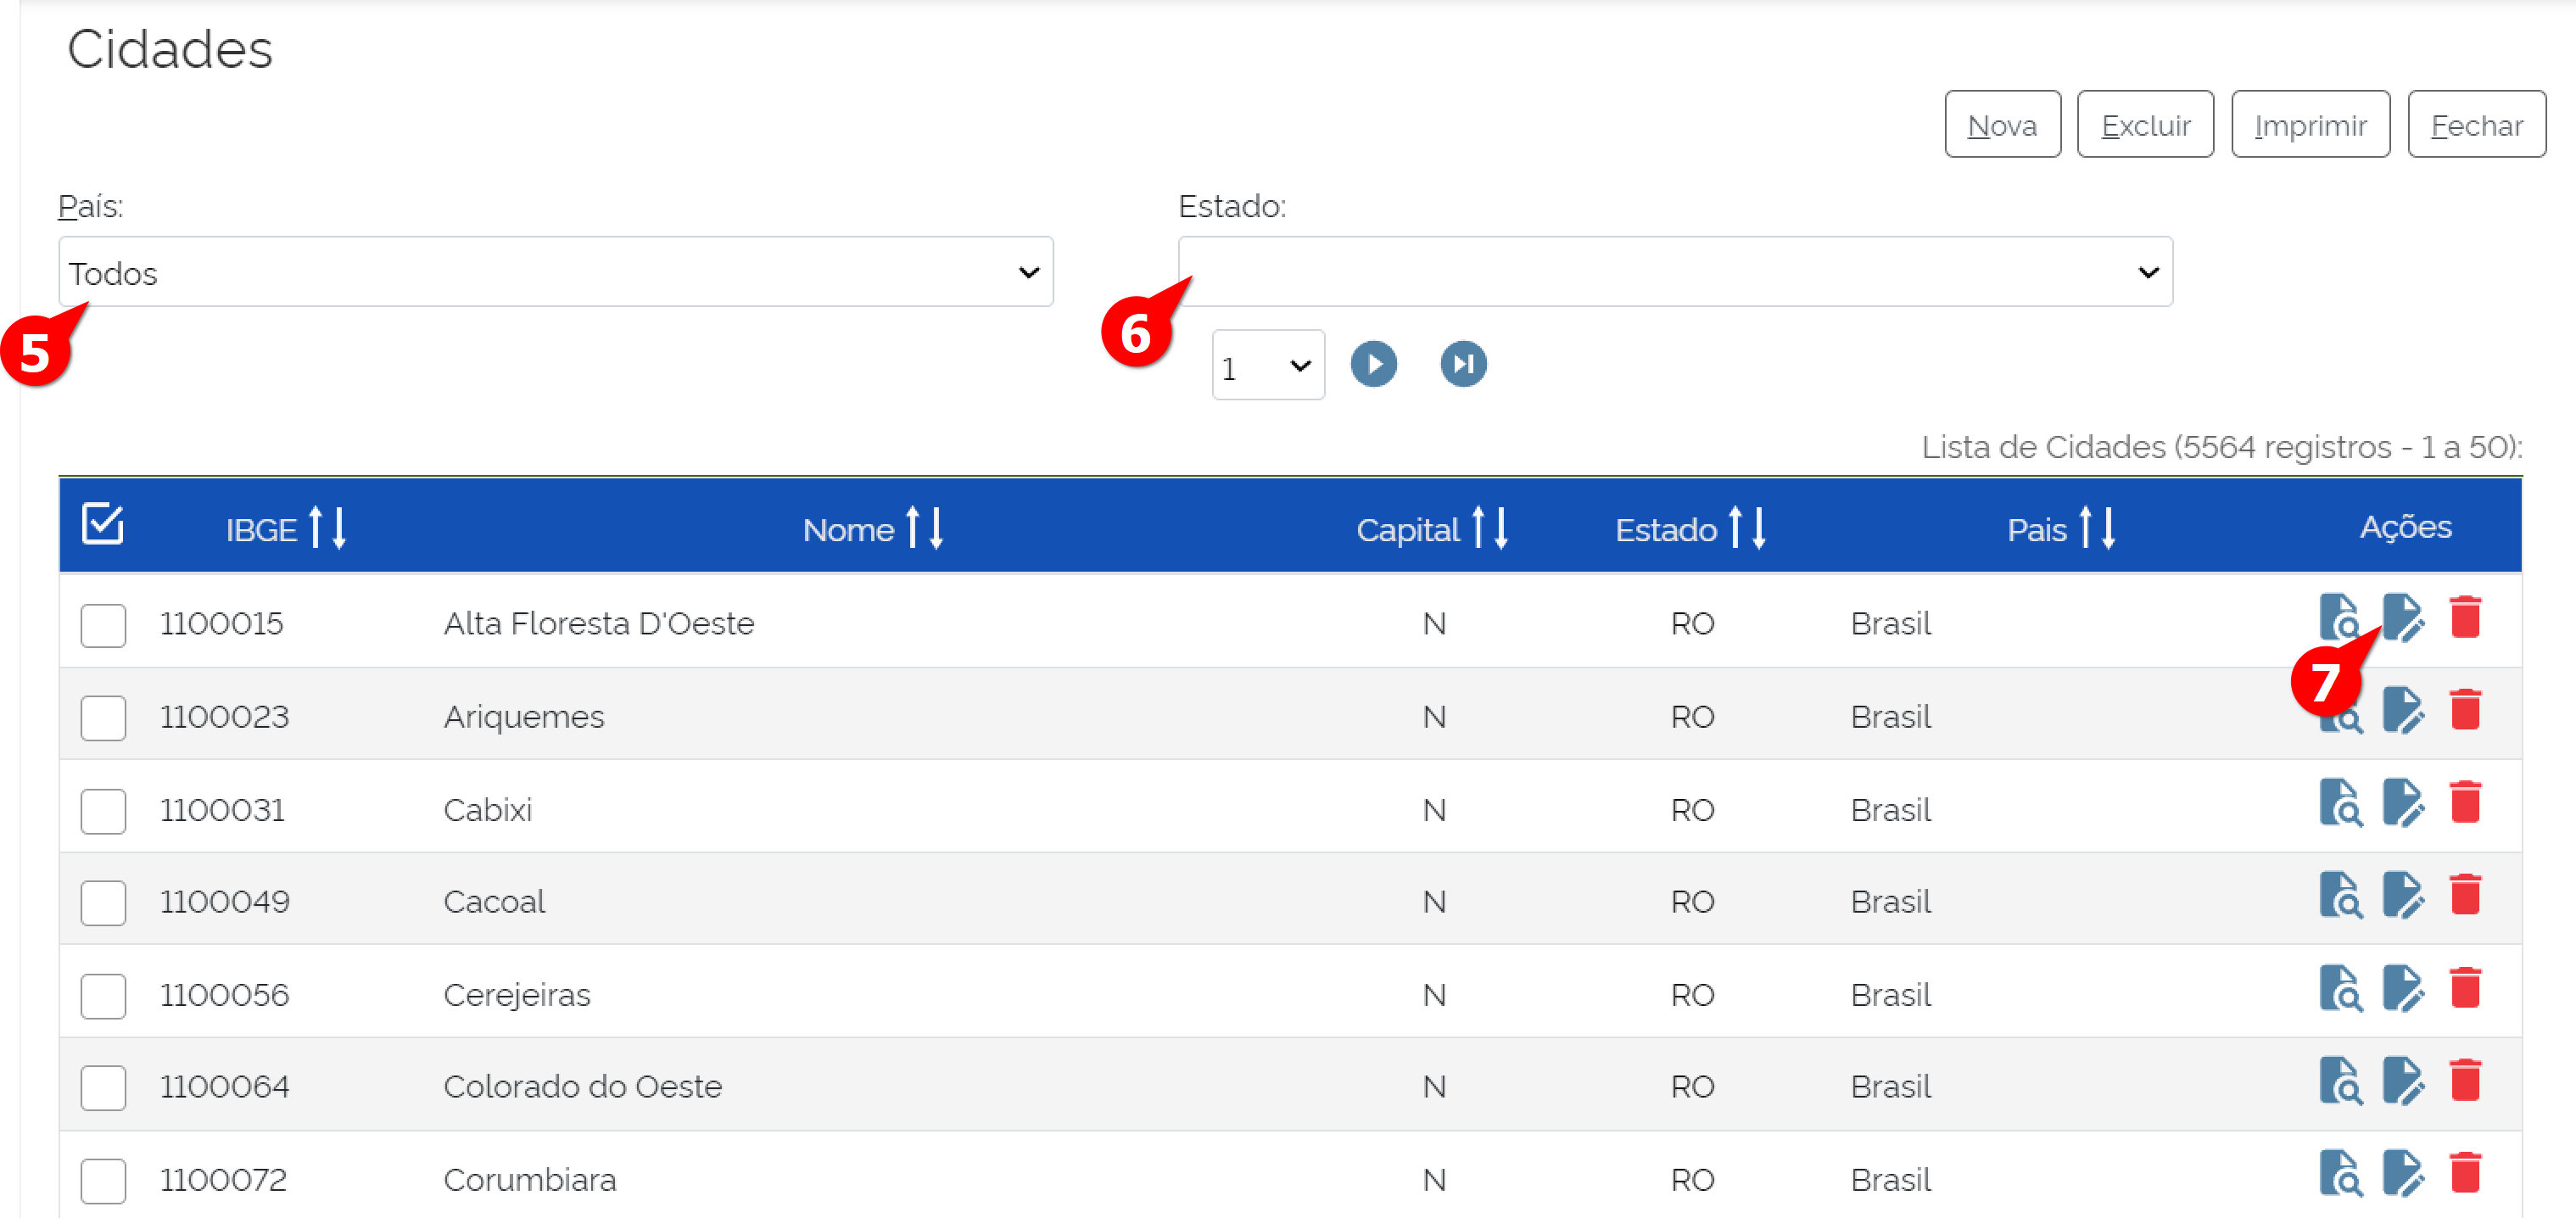 Cidades
Nova Excluir Imprimir Fechar
País: Estado:
Todos
5 6
1
Lista de Cidades (5564 registros - 1 a 50):
IBGE Nome Capital Estado Pais Ações
1100015 Alta Floresta D'Oeste N RO Brasil
7
1100023 Ariquemes N RO Brasil
1100031 Cabixi N RO Brasil
1100049 Cacoal N RO Brasil
1100056 Cerejeiras N RO Brasil
1100064 Colorado do Oeste N RO Brasil
1100072 Corumbiara N RO Brasil